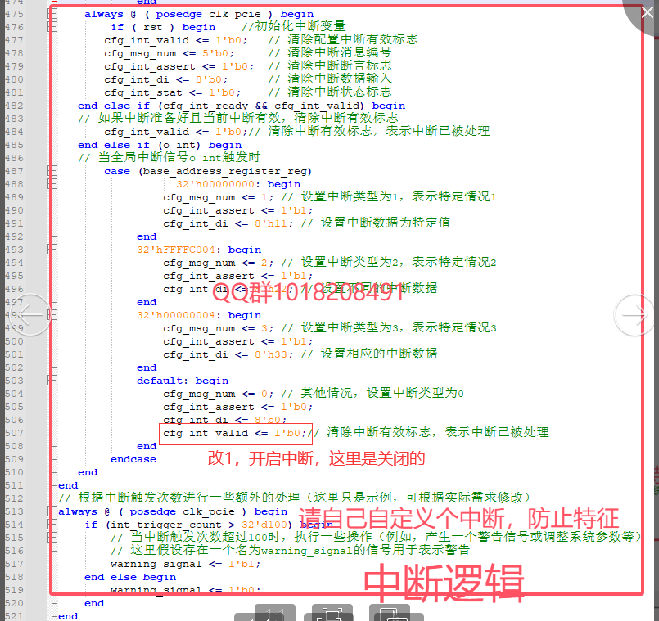 475 always @ ( posedge clk_pcie ) begin
476 if ( rst ) begin //初始化中断变量
477 cfg_int_valid <= 1'b0; // 清除配置中断有效标志
478 cfg_msg_num <= 5'b0; // 清除中断消息编号
479 cfg_int_assert <= 1'b0; // 清除中断断言标志
480 cfg_int_di <= 8'b0; // 清除中断数据输入
481 cfg_int_stat <= 1'b0; // 清除中断状态标志
482 end else if (cfg_int_ready && cfg_int_valid) begin
483 // 如果中断准备好且当前中断有效，清除中断有效标志
484 cfg_int_valid <= 1'b0;// 清除中断有效标志，表示中断已被处理
485 end else if (o_int) begin
486 // 当全局中断信号o_int触发时
487 case (base_address_register_reg)
488 32'h00000000: begin
489 cfg_msg_num <= 1; // 设置中断类型为1，表示特定情况1
490 cfg_int_assert <= 1'b1;
491 cfg_int_di <= 8'h11; // 设置中断数据为特定值
492 end
493 32'hFFFFC004: begin
494 cfg_msg_num <= 2; // 设置中断类型为2，表示特定情况2
495 cfg_int_assert <= 1'b1;
496 cfg_int_di <= // 设置不同的中断数据
QQ群1018208491
497 end
498 32'h00000004: begin
499 cfg_msg_num <= 3; // 设置中断类型为3，表示特定情况3
500 cfg_int_assert <= 1'b1;
501 cfg_int_di <= 8'h33; // 设置相应的中断数据
502 end
503 default: begin
504 cfg_msg_num <= 0; // 其他情况，设置中断类型为0
505 cfg_int_assert <= 1'b0;
506 cfg_int_di <= 8'b0;
507 cfg_int_valid <= 1'b0;// 清除中断有效标志，表示中断已被处理
508 end
509 endcase
改1，开启中断，这里是关闭的
510 end
511 end
512 // 根据中断触发次数进行一些额外的处理（这里只是示例，可根据实际需求修改）
513 always @ ( posedge clk_pcie ) begin
请自己自定义个中断，防止特征
514 if (int_trigger_count > 32'd100) begin
515 // 当中断触发次数超过100时，执行一些操作（例如，产生一个警告信号或调整系统参数等）
516 // 这里假设存在一个名为warning_signal的信号用于表示警告
517 warning_signal <= 1'b1;
518 end else begin
中断逻辑
519 warning_signal <= 1'b0;
520 end
521 end